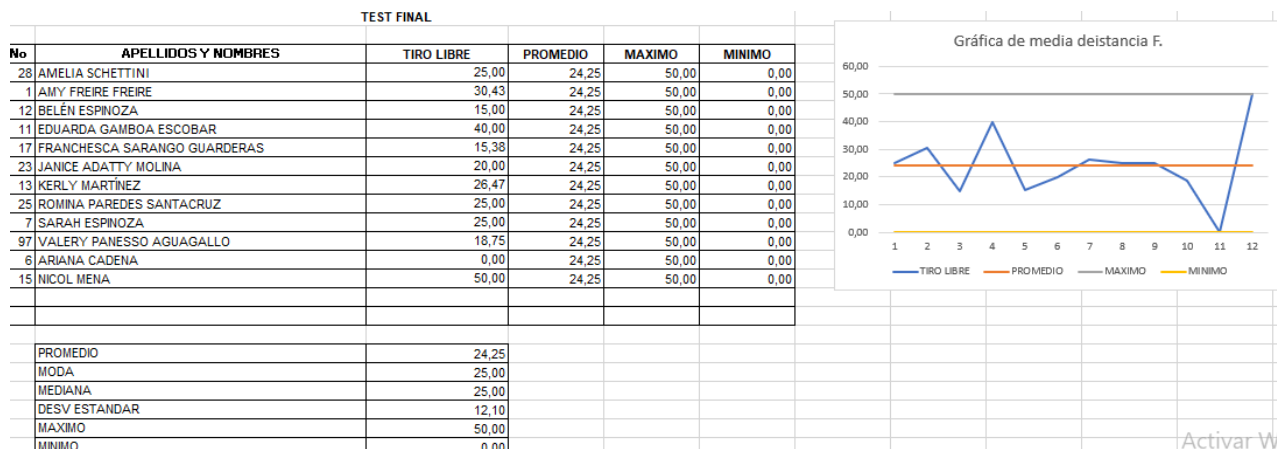 TEST FINAL
No APELLIDOS Y NOMBRES TIRO LIBRE PROMEDIO MAXIMO MINIMO
28 AMELIA SCHETTINI 25,00 24,25 50,00 0,00
1 AMY FREIRE FREIRE 30,43 24,25 50,00 0,00
12 BELÉN ESPINOZA 15,00 24,25 50,00 0,00
11 EDUARDA GAMBOA ESCOBAR 40,00 24,25 50,00 0,00
17 FRANCHESCA SARANGO GUARDERAS 15,38 24,25 50,00 0,00
23 JANICE ADATTY MOLINA 20,00 24,25 50,00 0,00
13 KERLY MARTÍNEZ 26,47 24,25 50,00 0,00
25 ROMINA PAREDES SANTACRUZ 25,00 24,25 50,00 0,00
7 SARAH ESPINOZA 25,00 24,25 50,00 0,00
97 VALERY PANESSO AGUAGALLO 18,75 24,25 50,00 0,00
6 ARIANA CADENA 0,00 24,25 50,00 0,00
15 NICOL MENA 50,00 24,25 50,00 0,00
PROMEDIO 24,25
MODA 25,00
MEDIANA 25,00
DESV ESTANDAR 12,10
MAXIMO 50,00
MINIMO 0,00
Gráfica de media deistancia F.
60,00
50,00
40,00
30,00
20,00
10,00
0,00
1 2 3 4 5 6 7 8 9 10 11 12
TIRO LIBRE PROMEDIO MAXIMO MINIMO
Activar W